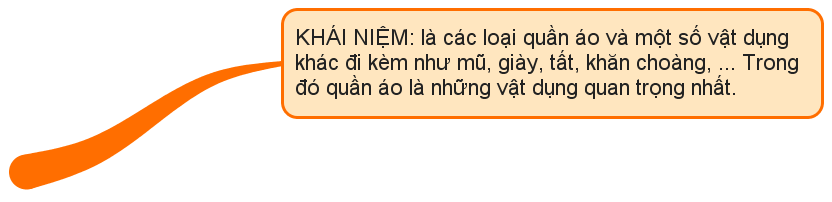 KHÁI NIỆM: là các loại quần áo và một số vật dụng
khác đi kèm như mũ, giày, tất, khăn choàng, ... Trong
đó quần áo là những vật dụng quan trọng nhất.